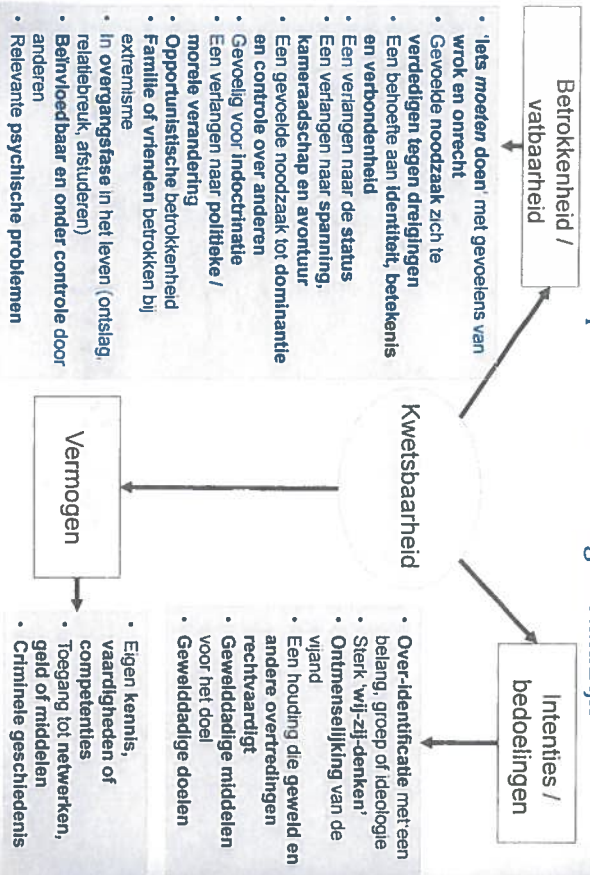 Betrokkenheid /
vatbaarheid
• 'Iets moeten doen' met gevoelens van
wrok en onrecht
• Gevoelde noodzaak zich te
verdedigen tegen dreigingen
• Een behoefte aan identiteit, betekenis
en verbondenheid
• Een verlangen naar de status
• Een verlangen naar spanning,
kameraadschap en avontuur
• Een gevoelde noodzaak tot dominantie
en controle over anderen
• Gevoelig voor indoctrinatie
• Een verlangen naar politieke /
morele verandering
• Opportunistische betrokkenheid
• Familie of vrienden betrokken bij
extremisme
• In overgangsfase in het leven (ontslag,
relatiebreuk, afstuderen)
• Beïnvloedbaar en onder controle door
anderen
• Relevante psychische problemen
Kwetsbaarheid
Intenties /
bedoelingen
• Over-identificatie met een
belang, groep of ideologie
• Sterk 'wij-zij-denken'
• Ontmenselijking van de
vijand
• Een houding die geweld en
andere overtredingen
rechtvaardigt
• Gewelddadige middelen
voor het doel
• Gewelddadige doelen
Vermogen
• Eigen kennis,
vaardigheden of
competenties
• Toegang tot netwerken,
geld of middelen
• Criminele geschiedenis